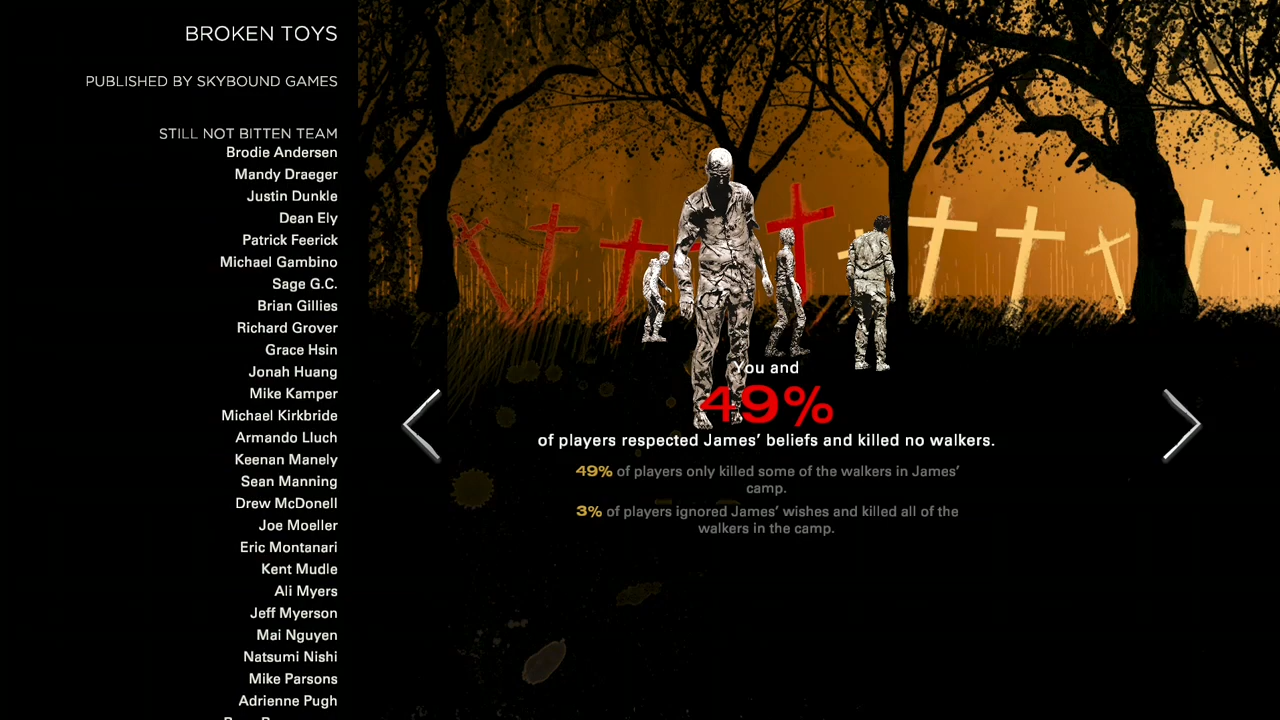 BROKEN TOYS
PUBLISHED BY SKYBOUND GAMES
STILL NOT BITTEN TEAM
Brodie Andersen
Mandy Draeger
Justin Dunkle
Dean Ely
Patrick Feerick
Michael Gambino
Sage G.C.
Brian Gillies
Richard Grover
Grace Hsin
Jonah Huang
Mike Kamper
Michael Kirkbride
Armando Lluch
Keenan Manely
Sean Manning
Drew McDonell
Joe Moeller
Eric Montanari
Kent Mudle
Ali Myers
Jeff Myerson
Mai Nguyen
Natsumi Nishi
Mike Parsons
Adrienne Pugh
You and
49%
of players respected James' beliefs and killed no walkers.
49% of players only killed some of the walkers in James'
camp.
3% of players ignored James' wishes and killed all of the
walkers in the camp.